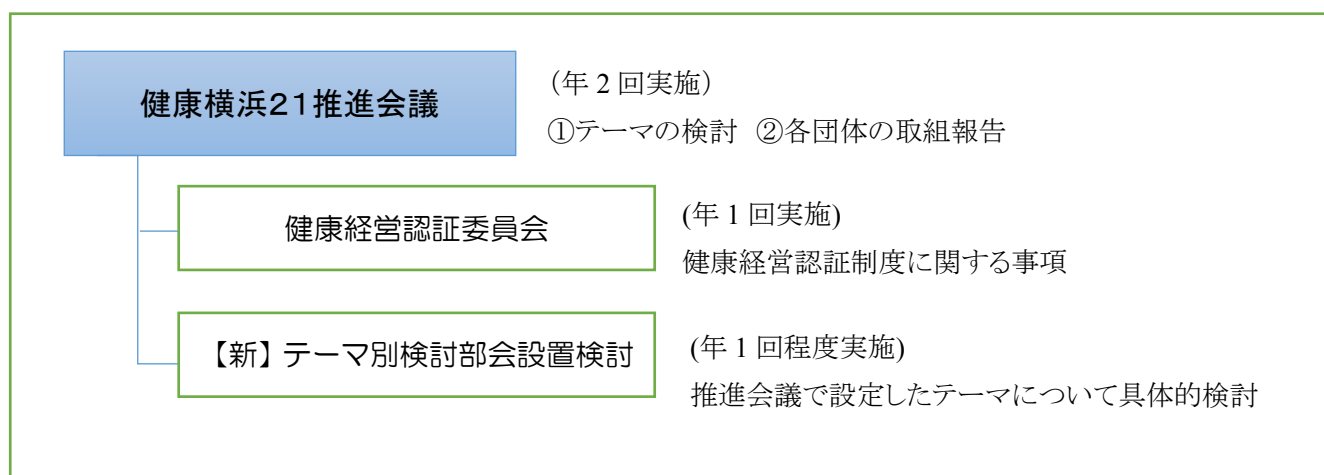 健康横浜２１推進会議
（年 2 回実施）
①テーマの検討　②各団体の取組報告
健康経営認証委員会
(年 1 回実施)
健康経営認証制度に関する事項
【新】テーマ別検討部会設置検討
(年 1 回程度実施)
推進会議で設定したテーマについて具体的検討